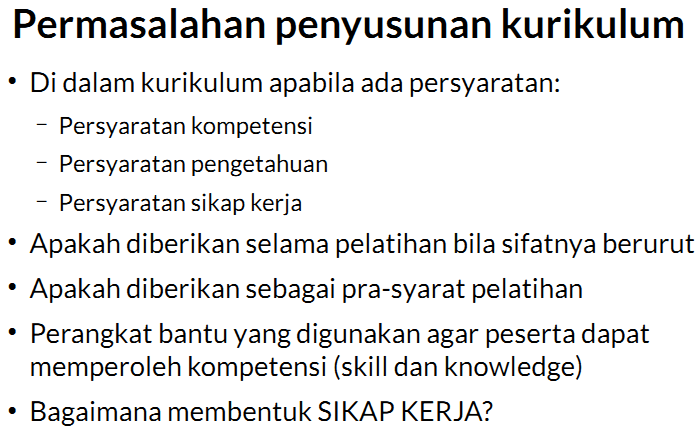 Permasalahan penyusunan kurikulum
• Di dalam kurikulum apabila ada persyaratan:
– Persyaratan kompetensi
– Persyaratan pengetahuan
– Persyaratan sikap kerja
• Apakah diberikan selama pelatihan bila sifatnya berurut
• Apakah diberikan sebagai pra-syarat pelatihan
• Perangkat bantu yang digunakan agar peserta dapat
memperoleh kompetensi (skill dan knowledge)
• Bagaimana membentuk SIKAP KERJA?